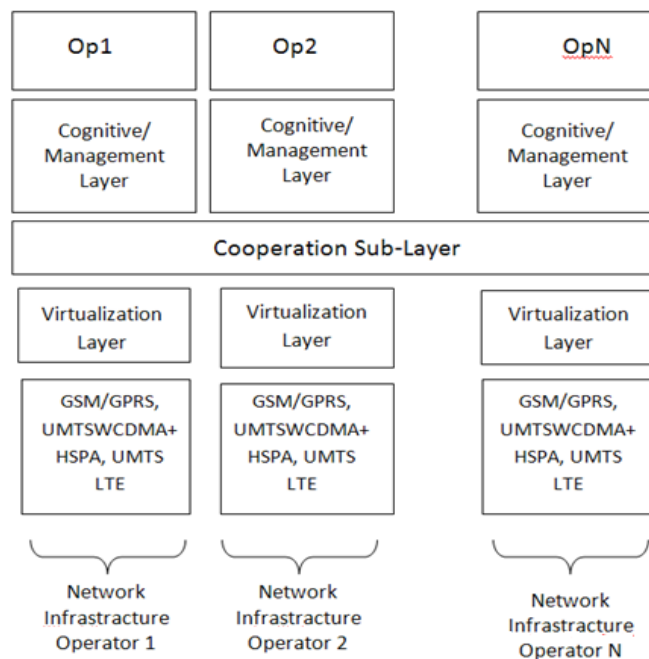 Op1
Op2
OpN
Cognitive/
Management
Layer
Cognitive/
Management
Layer
Cognitive/
Management
Layer
Cooperation Sub-Layer
Virtualization
Layer
Virtualization
Layer
Virtualization
Layer
GSM/GPRS,
UMTSWCDMA+
HSPA, UMTS
LTE
GSM/GPRS,
UMTSWCDMA+
HSPA, UMTS
LTE
GSM/GPRS,
UMTSWCDMA+
HSPA, UMTS
LTE
Network
Infrastracture
Operator 1
Network
Infrastracture
Operator 2
Network
Infrastracture
Operator N